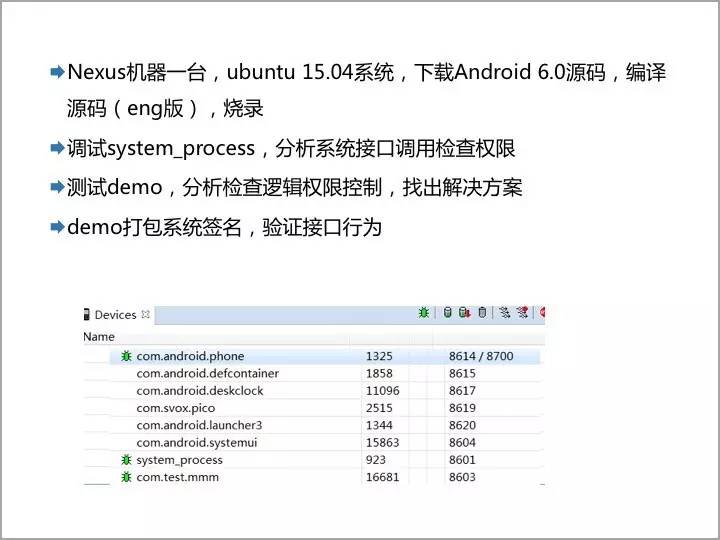 Nexus机器一台，ubuntu 15.04系统，下载Android 6.0源码，编译
源码（eng版），烧录
调试system_process，分析系统接口调用检查权限
测试demo，分析检查逻辑权限控制，找出解决方案
demo打包系统签名，验证接口行为
Devices
Name
com.android.phone 1325 8614 / 8700
com.android.defcontainer 1858 8615
com.android.deskclock 11096 8617
com.svox.pico 2515 8619
com.android.launcher3 1344 8620
com.android.systemui 15863 8604
system_process 923 8601
com.test.mmm 16681 8603